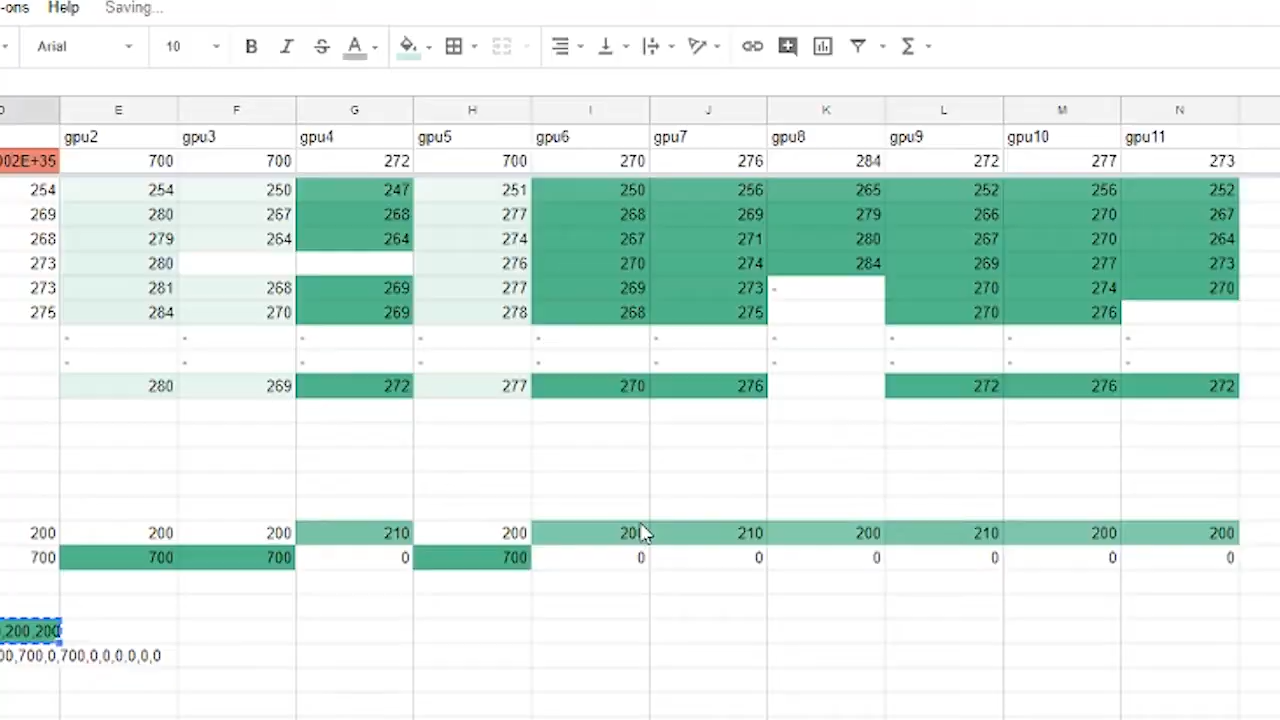 -ons Help Saving...
Arial 10 B I S A
E F G H I J K L M N
gpu2 gpu3 gpu4 gpu5 gpu6 gpu7 gpu8 gpu9 gpu10 gpu11
002E+35 700 700 272 700 270 276 284 272 277 273
254 254 250 247 251 250 256 265 252 256 252
269 280 267 268 277 268 269 279 266 270 267
268 279 264 264 274 267 271 280 267 270 264
273 280 276 270 274 284 269 277 273
273 281 268 269 277 269 273 - 270 274 270
275 284 270 269 278 268 275 270 276
- - - - - - - - - -
- - - - - - - - - -
280 269 272 277 270 276 272 276 272
200 200 200 210 200 200 210 200 210 200 200
700 700 700 0 700 0 0 0 0 0 0
,200,200
00,700,0,700,0,0,0,0,0,0